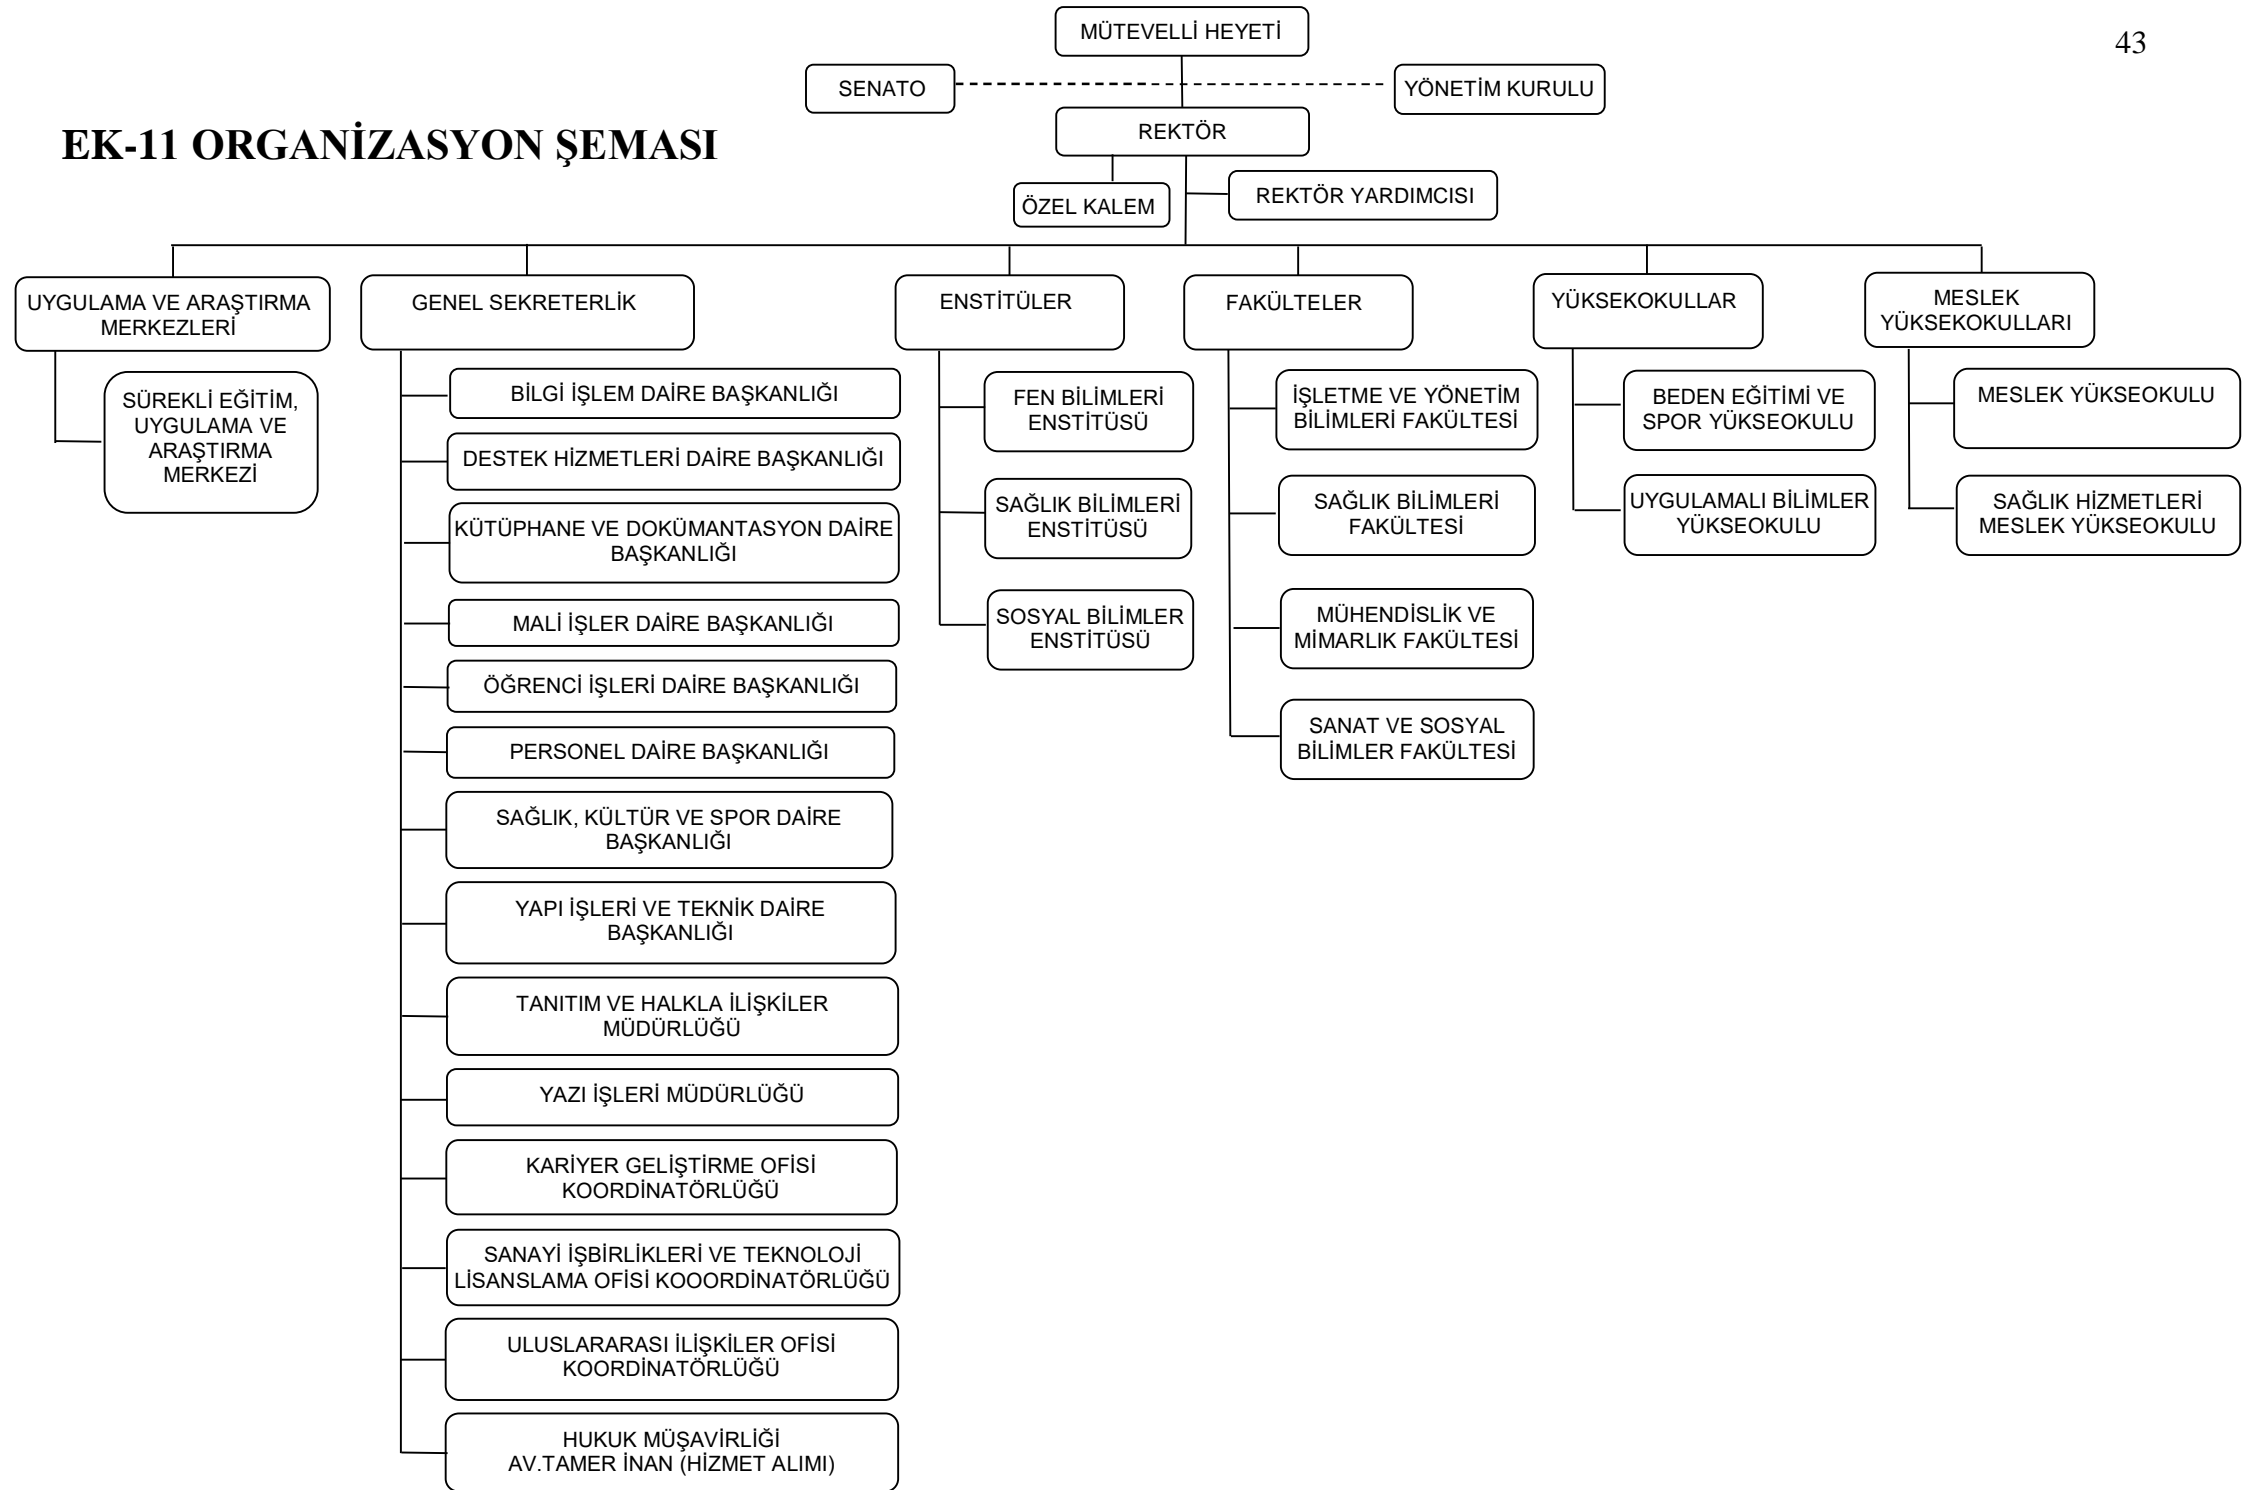 43
MÜTEVELLİ HEYETİ
SENATO
YÖNETİM KURULU
EK-11 ORGANİZASYON ŞEMASI
REKTÖR
ÖZEL KALEM
REKTÖR YARDIMCISI
UYGULAMA VE ARAŞTIRMA
MERKEZLERİ
SÜREKLİ EĞİTİM,
UYGULAMA VE
ARAŞTIRMA
MERKEZİ
GENEL SEKRETERLİK
BİLGİ İŞLEM DAİRE BAŞKANLIĞI
DESTEK HİZMETLERİ DAİRE BAŞKANLIĞI
KÜTÜPHANE VE DOKÜMANTASYON DAİRE
BAŞKANLIĞI
MALİ İŞLER DAİRE BAŞKANLIĞI
ÖĞRENCİ İŞLERİ DAİRE BAŞKANLIĞI
PERSONEL DAİRE BAŞKANLIĞI
SAĞLIK, KÜLTÜR VE SPOR DAİRE
BAŞKANLIĞI
YAPI İŞLERİ VE TEKNİK DAİRE
BAŞKANLIĞI
TANITIM VE HALKLA İLİŞKİLER
MÜDÜRLÜĞÜ
YAZI İŞLERİ MÜDÜRLÜĞÜ
KARİYER GELİŞTİRME OFİSİ
KOORDİNATÖRLÜĞÜ
SANAYİ İŞBİRLİKLERİ VE TEKNOLOJİ
LİSANSLAMA OFİSİ KOOORDİNATÖRLÜĞÜ
ULUSLARARASI İLİŞKİLER OFİSİ
KOORDİNATÖRLÜĞÜ
HUKUK MÜŞAVİRLİĞİ
AV.TAMER İNAN (HİZMET ALIMI)
ENSTİTÜLER
FEN BİLİMLERİ
ENSTİTÜSÜ
SAĞLIK BİLİMLERİ
ENSTİTÜSÜ
SOSYAL BİLİMLER
ENSTİTÜSÜ
FAKÜLTELER
İŞLETME VE YÖNETİM
BİLİMLERİ FAKÜLTESİ
SAĞLIK BİLİMLERİ
FAKÜLTESİ
MÜHENDİSLİK VE
MİMARLIK FAKÜLTESİ
SANAT VE SOSYAL
BİLİMLER FAKÜLTESİ
YÜKSEKOKULLAR
BEDEN EĞİTİMİ VE
SPOR YÜKSEOKULU
UYGULAMALI BİLİMLER
YÜKSEOKULU
MESLEK
YÜKSEKOKULLARI
MESLEK YÜKSEOKULU
SAĞLIK HİZMETLERİ
MESLEK YÜKSEOKULU